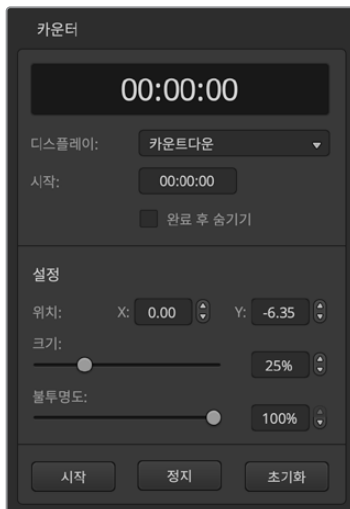 카운터
00:00:00
디스플레이: 카운트다운
시작: 00:00:00
완료 후 숨기기
설정
위치: X: 0.00 Y: -6.35
크기:
25%
불투명도:
100%
시작 정지 초기화